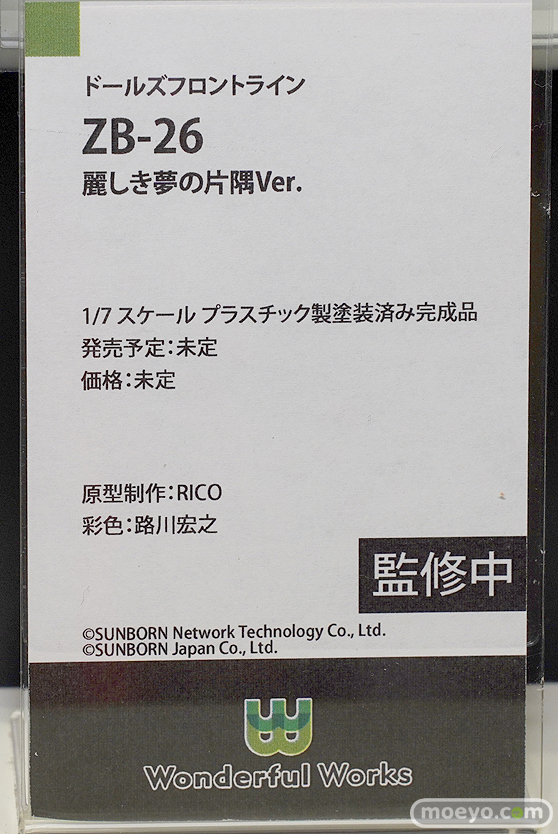 ドールズフロントライン
ZB-26
麗しき夢の片隅Ver.
1/7 スケール プラスチック製塗装済み完成品
発売予定：未定
価格：未定
原型制作：RICO
彩色：路川宏之
監修中
©SUNBORN Network Technology Co., Ltd.
©SUNBORN Japan Co., Ltd.
W
Wonderful Works
moeyo.com